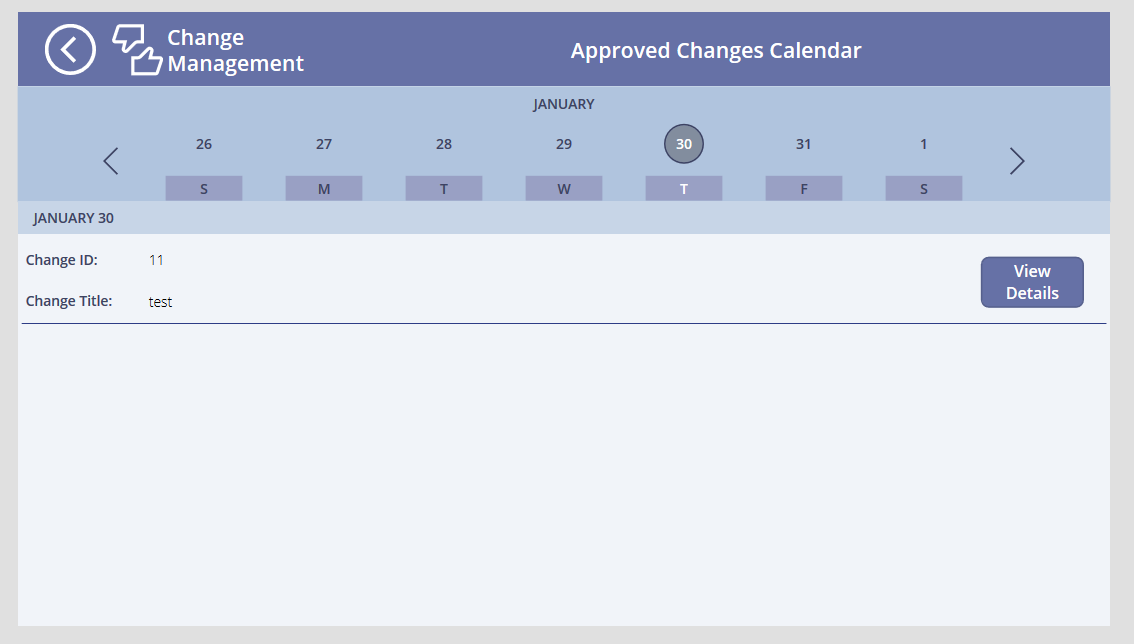 Change
Management
Approved Changes Calendar
JANUARY
26 27 28 29 30 31 1
S M T W T F S
JANUARY 30
Change ID: 11
Change Title: test
View
Details